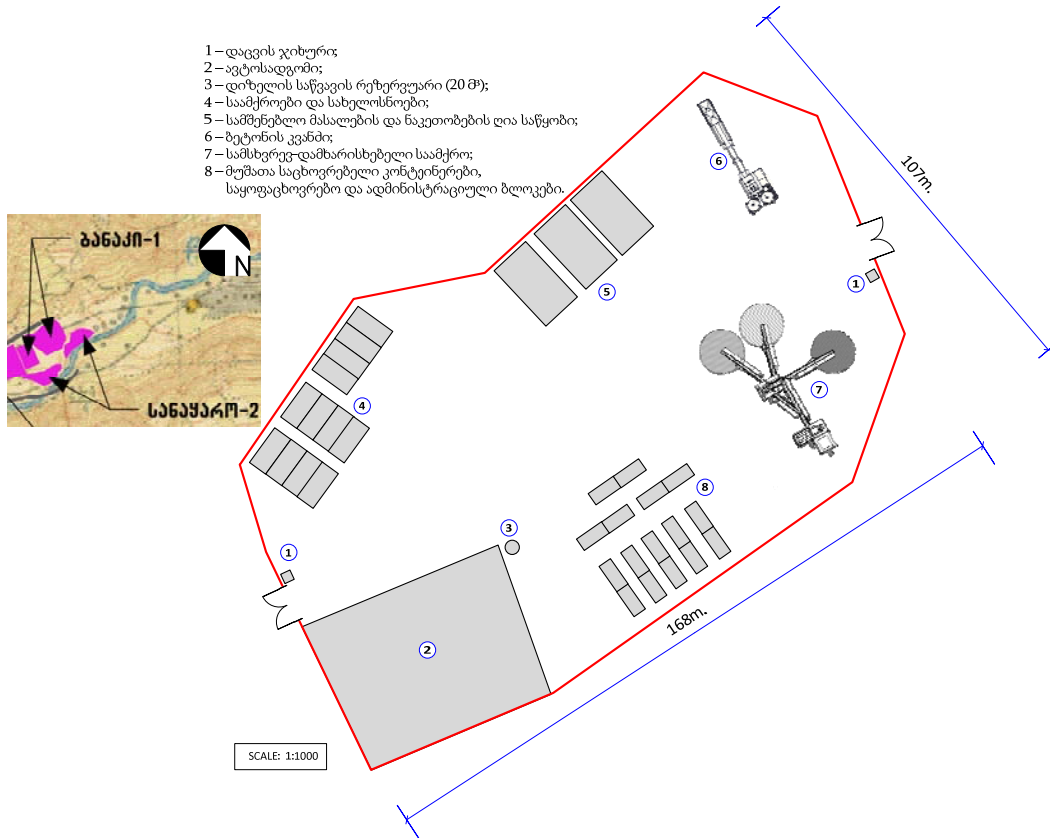 1 – დაცვის ჯიხური;
2 – ავტოსადგომი;
3 – დიზელის საწვავის რეზერვუარი (20 მ³);
4 – საამქროები და სახელოსნოები;
5 – სამშენებლო მასალების და ნაკეთობების ღია საწყობი;
6 – ბეტონის კვანძი;
7 – სამსხვრევ-დამხარისხებელი საამქრო;
8 – მუშათა საცხოვრებელი კონტეინერები,
საყოფაცხოვრებო და ადმინისტრაციული ბლოკები.
ბანაკი-1
N
სანაყარო-2
6
107m.
1
5
7
4
8
3
1
168m.
2
SCALE: 1:1000